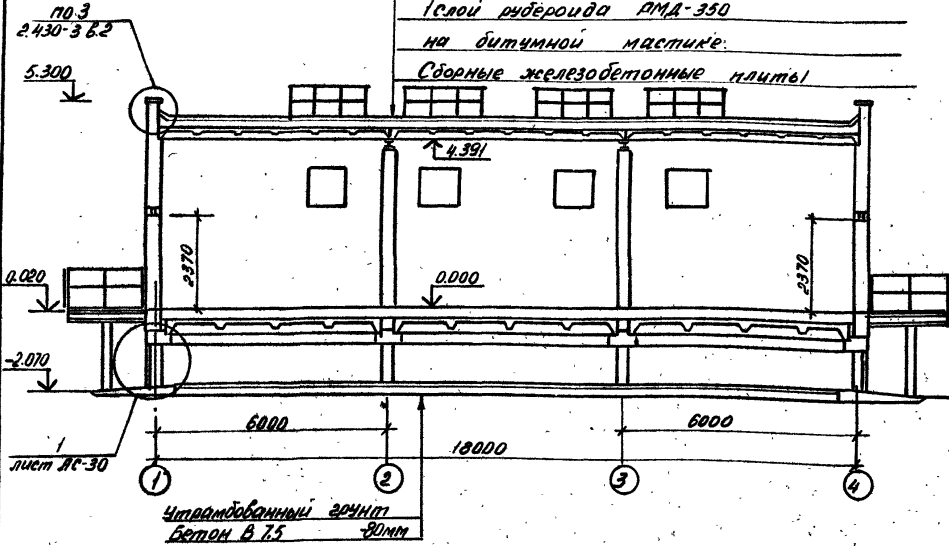 1 слой рубероида РМД-350
на битумной мастике.
Сборные железобетонные плиты
по 3
2.430-3 в.2
5.300
4.391
2370
2370
0.020
0.000
-2.070
6000
6000
18000
1
лист АС-30
1
2
3
4
Утрамбованный грунт
Бетон В 7.5 -80мм